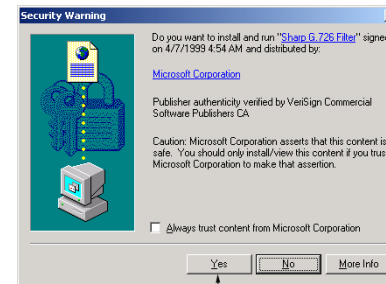 Security Warning
Do you want to install and run "Sharp G.726 Filter" signed
on 4/7/1999 4:54 AM and distributed by:
Microsoft Corporation
Publisher authenticity verified by VeriSign Commercial
Software Publishers CA
Caution: Microsoft Corporation asserts that this content is
safe. You should only install/view this content if you trus
Microsoft Corporation to make that assertion.
Always trust content from Microsoft Corporation
Yes No More Info